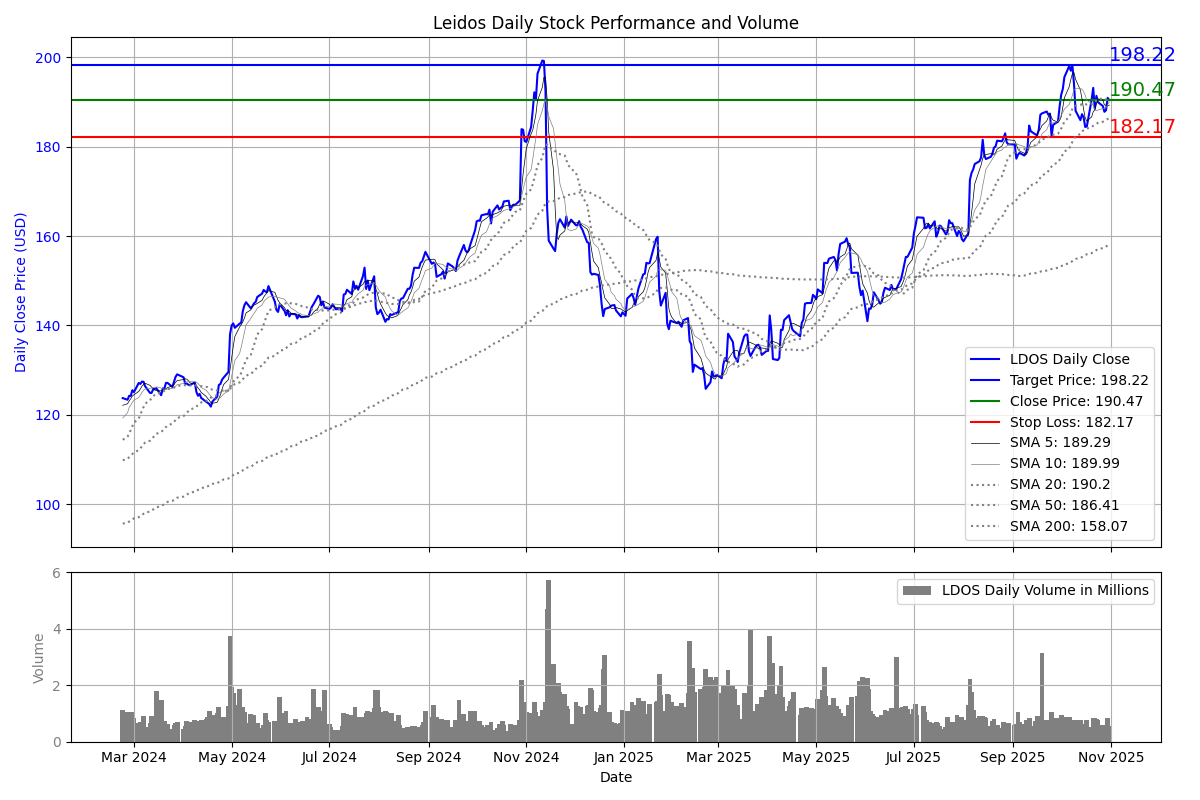 Leidos Daily Stock Performance and Volume
200
180
160
140
120
100
Daily Close Price (USD)
198.22
190.47
182.17
LDOS Daily Close
Target Price: 198.22
Close Price: 190.47
Stop Loss: 182.17
SMA 5: 189.29
SMA 10: 189.99
SMA 20: 190.2
SMA 50: 186.41
SMA 200: 158.07
6
4
2
0
Volume
LDOS Daily Volume in Millions
Mar 2024 May 2024 Jul 2024 Sep 2024 Nov 2024 Jan 2025 Mar 2025 May 2025 Jul 2025 Sep 2025 Nov 2025
Date